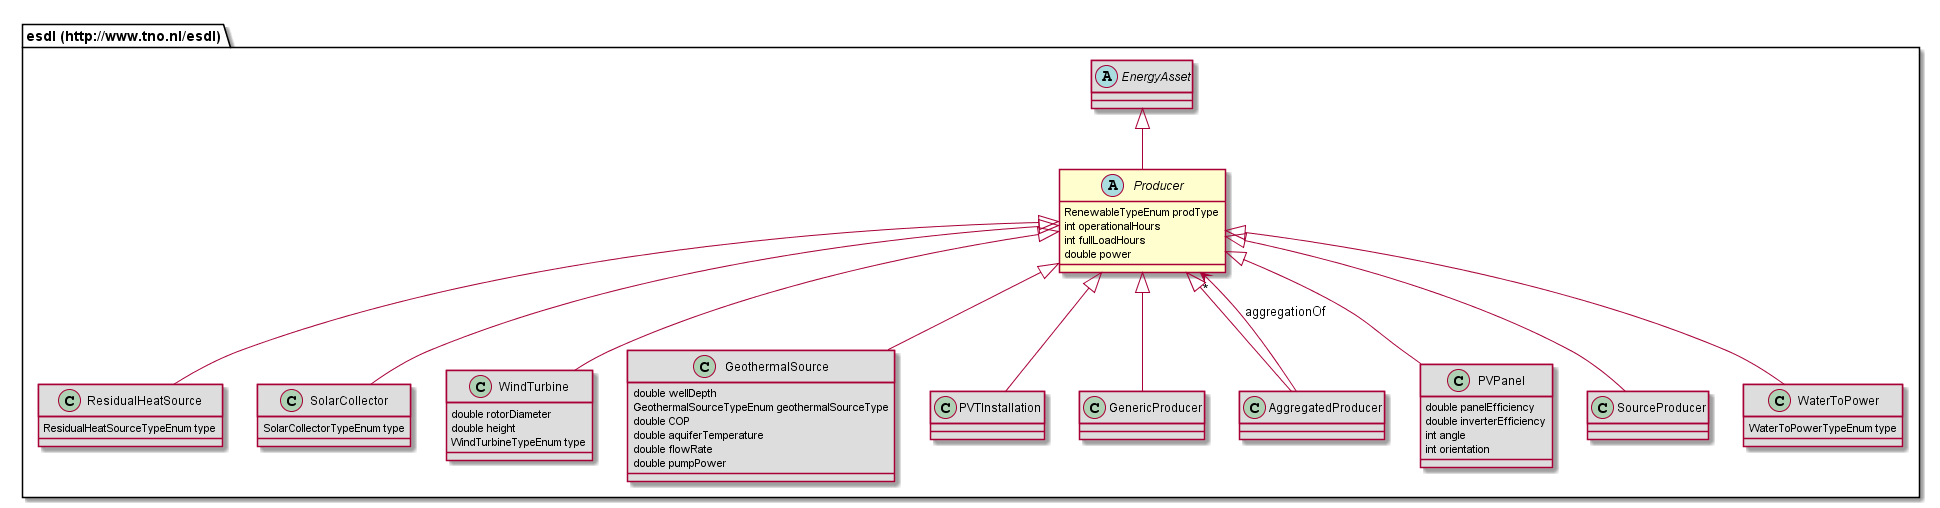 esdl (http://www.tno.nl/esdl)
A EnergyAsset
A Producer
RenewableTypeEnum prodType
int operationalHours
int fullLoadHours
double power
*
aggregationOf
C ResidualHeatSource
ResidualHeatSourceTypeEnum type
C SolarCollector
SolarCollectorTypeEnum type
C WindTurbine
double rotorDiameter
double height
WindTurbineTypeEnum type
C GeothermalSource
double wellDepth
GeothermalSourceTypeEnum geothermalSourceType
double COP
double aquiferTemperature
double flowRate
double pumpPower
C PVTInstallation
C GenericProducer
C AggregatedProducer
C PVPanel
double panelEfficiency
double inverterEfficiency
int angle
int orientation
C SourceProducer
C WaterToPower
WaterToPowerTypeEnum type